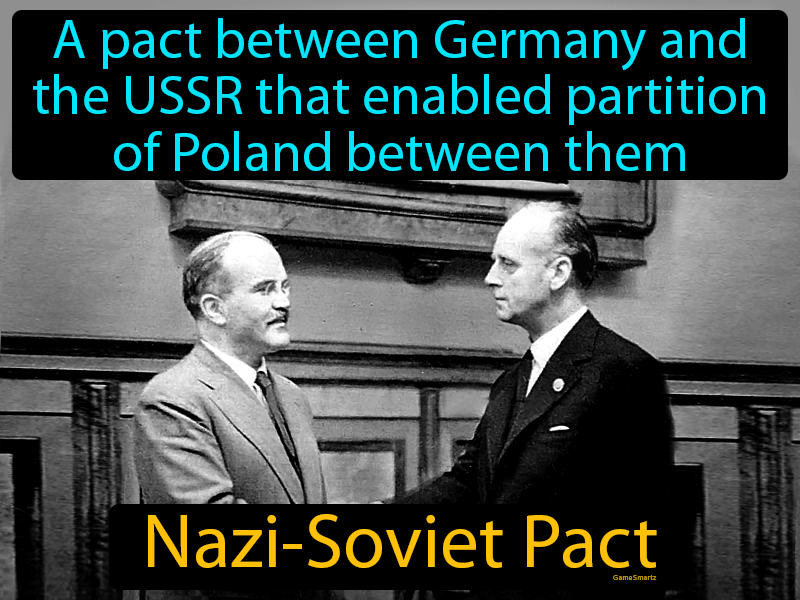 A pact between Germany and
the USSR that enabled partition
of Poland between them
Nazi-Soviet Pact
GameSmartz